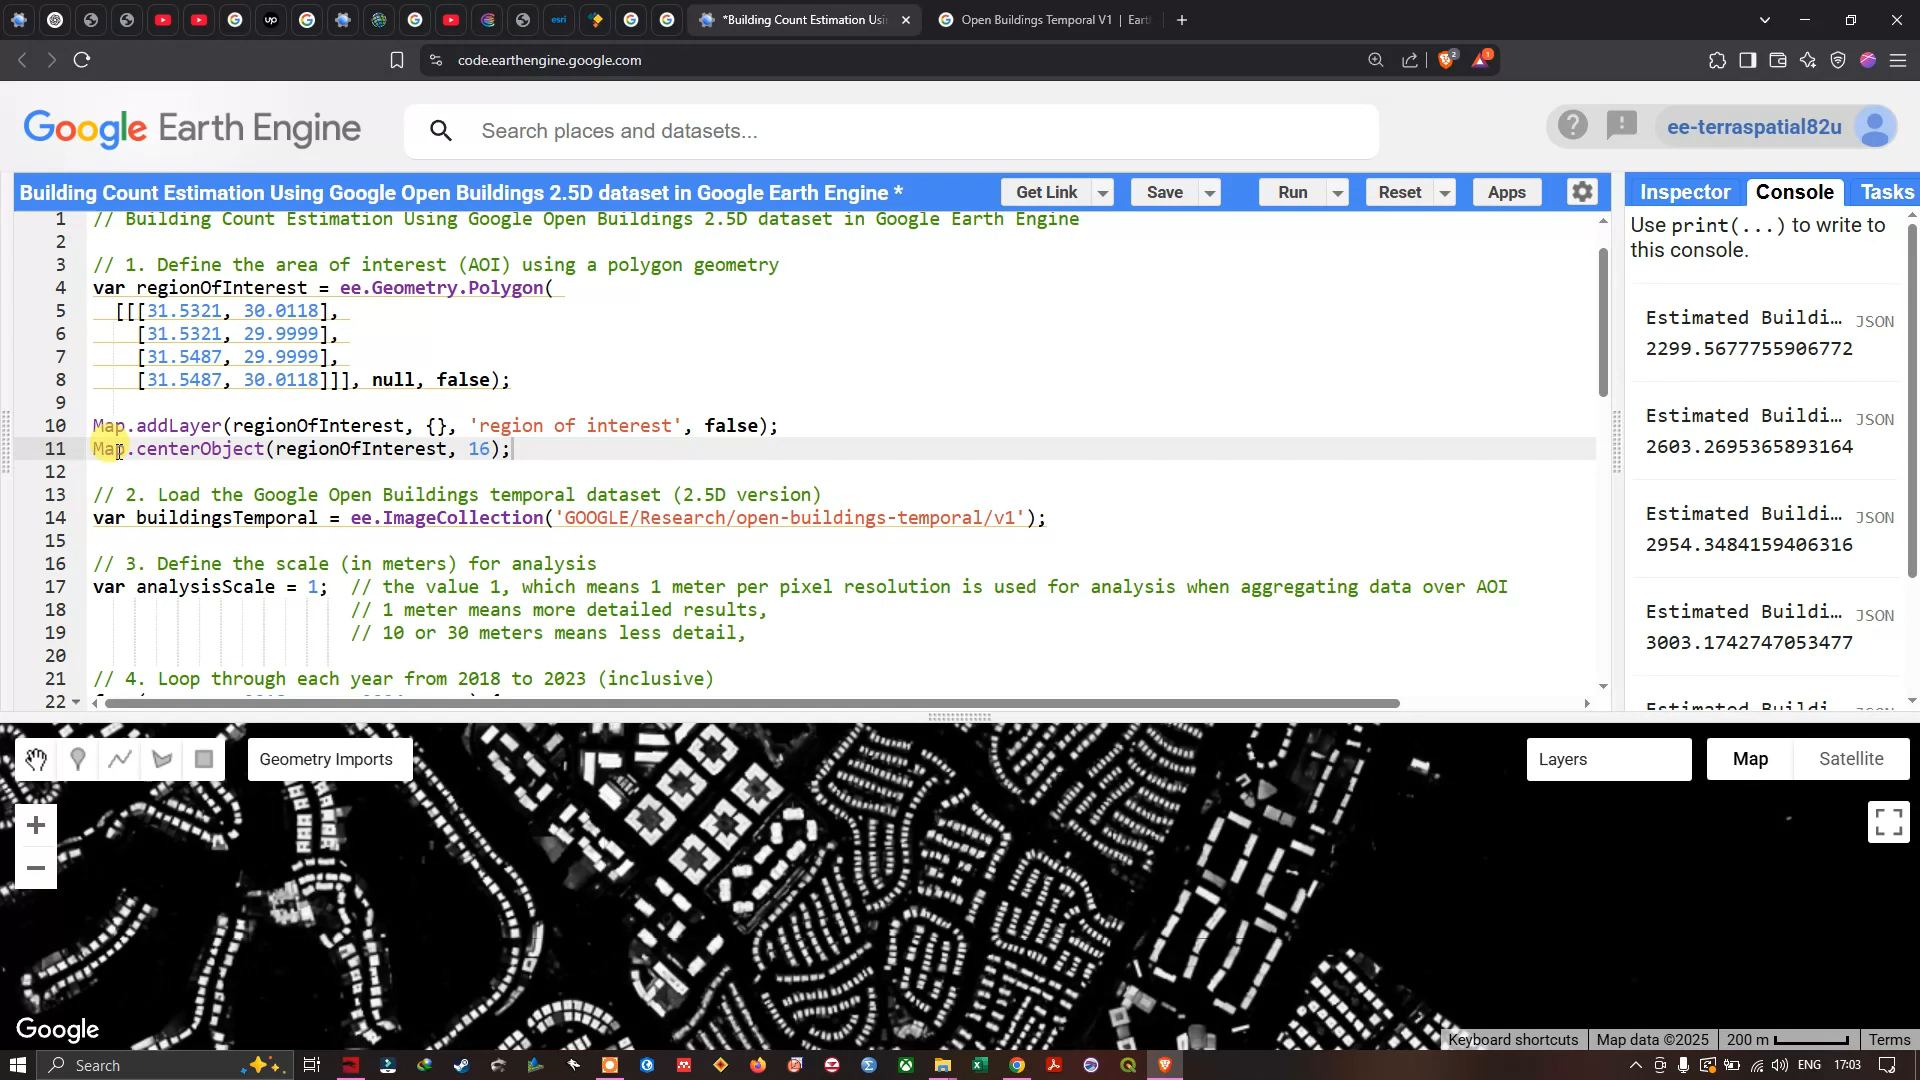 *Building Count Estimation Usi
Open Buildings Temporal V1 | Eart
code.earthengine.google.com
2
1
Google Earth Engine
Search places and datasets...
ee-terraspatial82u
Building Count Estimation Using Google Open Buildings 2.5D dataset in Google Earth Engine *
Get Link
Save
Run
Reset
Apps
Inspector
Console
Tasks
1 // Building Count Estimation Using Google Open Buildings 2.5D dataset in Google Earth Engine
2
3 // 1. Define the area of interest (AOI) using a polygon geometry
4 var regionOfInterest = ee.Geometry.Polygon(
5 [[[31.5321, 30.0118],
6 [31.5321, 29.9999],
7 [31.5487, 29.9999],
8 [31.5487, 30.0118]]], null, false);
9
10 Map.addLayer(regionOfInterest, {}, 'region of interest', false);
11 Map.centerObject(regionOfInterest, 16);
12
13 // 2. Load the Google Open Buildings temporal dataset (2.5D version)
14 var buildingsTemporal = ee.ImageCollection('GOOGLE/Research/open-buildings-temporal/v1');
15
16 // 3. Define the scale (in meters) for analysis
17 var analysisScale = 1; // the value 1, which means 1 meter per pixel resolution is used for analysis when aggregating data over AOI
18 // 1 meter means more detailed results,
19 // 10 or 30 meters means less detail,
20
21 // 4. Loop through each year from 2018 to 2023 (inclusive)
22
Use print(...) to write to
this console.
Estimated Buildi… JSON
2299.5677755906772
Estimated Buildi… JSON
2603.2695365893164
Estimated Buildi… JSON
2954.3484159406316
Estimated Buildi… JSON
3003.1742747053477
Estimated Buildi…
Geometry Imports
Layers
Map
Satellite
Google
Keyboard shortcuts
Map data ©2025
200 m
Terms
Search
ENG
17:03